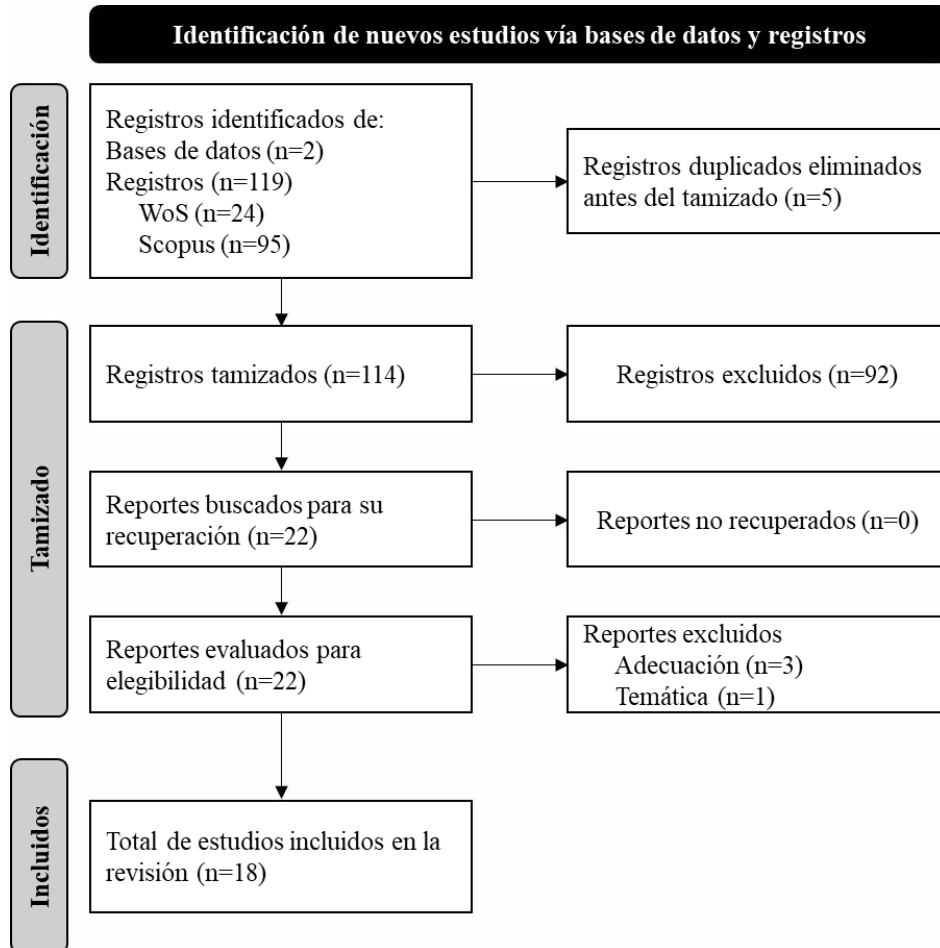 Identificación de nuevos estudios vía bases de datos y registros
Identificación
Registros identificados de:
Bases de datos (n=2)
Registros (n=119)
WoS (n=24)
Scopus (n=95)
Registros duplicados eliminados
antes del tamizado (n=5)
Tamizado
Registros tamizados (n=114)
Registros excluidos (n=92)
Reportes buscados para su
recuperación (n=22)
Reportes no recuperados (n=0)
Reportes evaluados para
elegibilidad (n=22)
Reportes excluidos
Adecuación (n=3)
Temática (n=1)
Incluidos
Total de estudios incluidos en la
revisión (n=18)